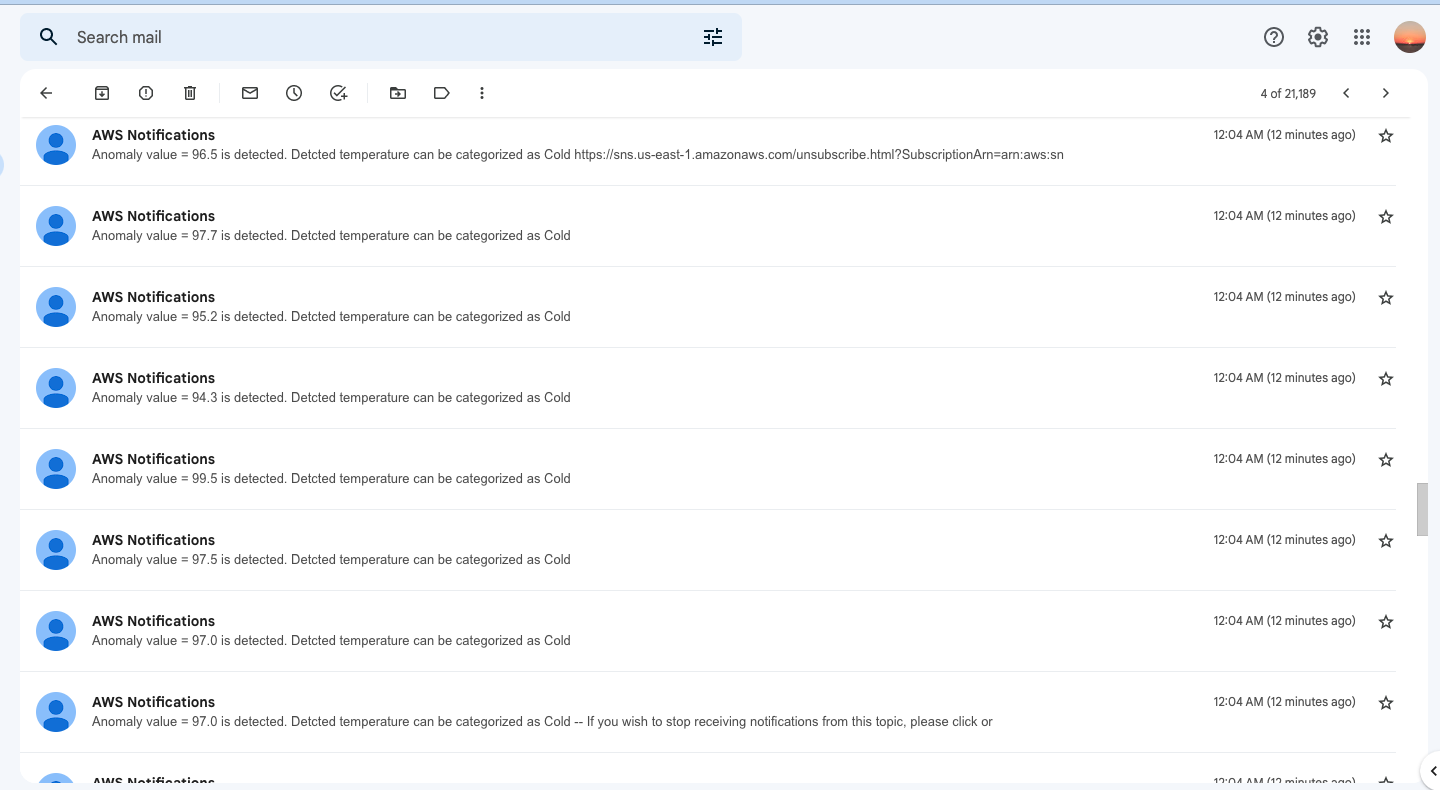 Search mail
4 of 21,189
AWS Notifications 12:04 AM (12 minutes ago)
Anomaly value = 96.5 is detected. Detcted temperature can be categorized as Cold https://sns.us-east-1.amazonaws.com/unsubscribe.html?SubscriptionArn=arn:aws:sn
AWS Notifications 12:04 AM (12 minutes ago)
Anomaly value = 97.7 is detected. Detcted temperature can be categorized as Cold
AWS Notifications 12:04 AM (12 minutes ago)
Anomaly value = 95.2 is detected. Detcted temperature can be categorized as Cold
AWS Notifications 12:04 AM (12 minutes ago)
Anomaly value = 94.3 is detected. Detcted temperature can be categorized as Cold
AWS Notifications 12:04 AM (12 minutes ago)
Anomaly value = 99.5 is detected. Detcted temperature can be categorized as Cold
AWS Notifications 12:04 AM (12 minutes ago)
Anomaly value = 97.5 is detected. Detcted temperature can be categorized as Cold
AWS Notifications 12:04 AM (12 minutes ago)
Anomaly value = 97.0 is detected. Detcted temperature can be categorized as Cold
AWS Notifications 12:04 AM (12 minutes ago)
Anomaly value = 97.0 is detected. Detcted temperature can be categorized as Cold -- If you wish to stop receiving notifications from this topic, please click or
AWS Notifications 12:04 AM (12 minutes ago)